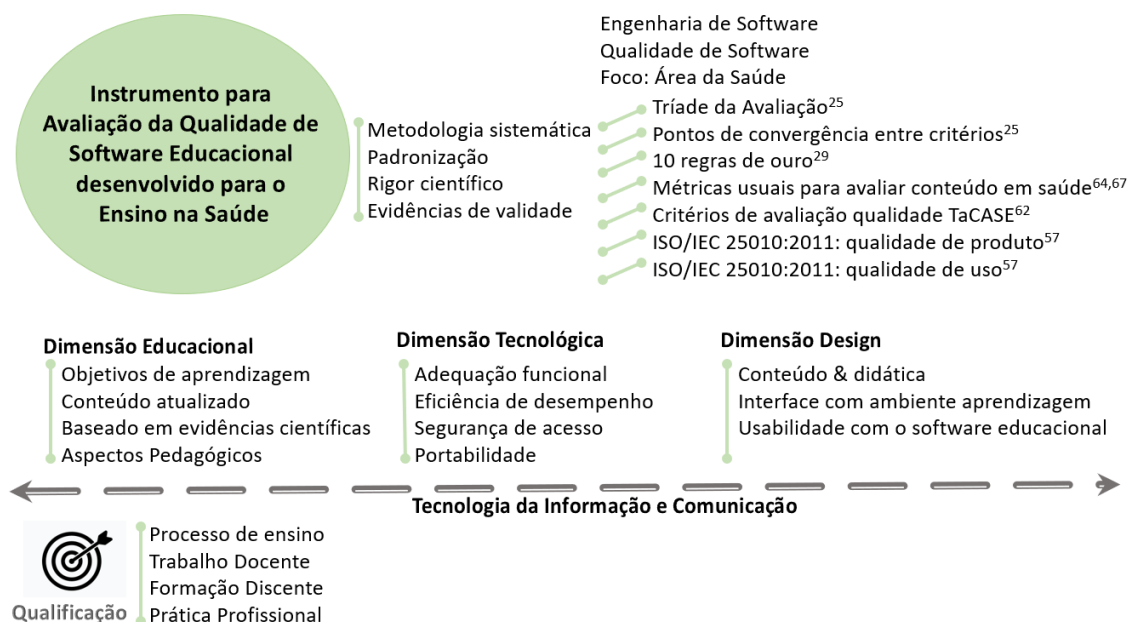 Instrumento para
Avaliação da Qualidade de
Software Educacional
desenvolvido para o
Ensino na Saúde
Metodologia sistemática
Padronização
Rigor científico
Evidências de validade
Engenharia de Software
Qualidade de Software
Foco: Área da Saúde
Tríade da Avaliação²⁵
Pontos de convergência entre critérios²⁵
10 regras de ouro²⁹
Métricas usuais para avaliar conteúdo em saúde⁶⁴,⁶⁷
Critérios de avaliação qualidade TaCASE⁶²
ISO/IEC 25010:2011: qualidade de produto⁵⁷
ISO/IEC 25010:2011: qualidade de uso⁵⁷
Dimensão Educacional
Objetivos de aprendizagem
Conteúdo atualizado
Baseado em evidências científicas
Aspectos Pedagógicos
Dimensão Tecnológica
Adequação funcional
Eficiência de desempenho
Segurança de acesso
Portabilidade
Dimensão Design
Conteúdo & didática
Interface com ambiente aprendizagem
Usabilidade com o software educacional
Tecnologia da Informação e Comunicação
Qualificação
Processo de ensino
Trabalho Docente
Formação Discente
Prática Profissional